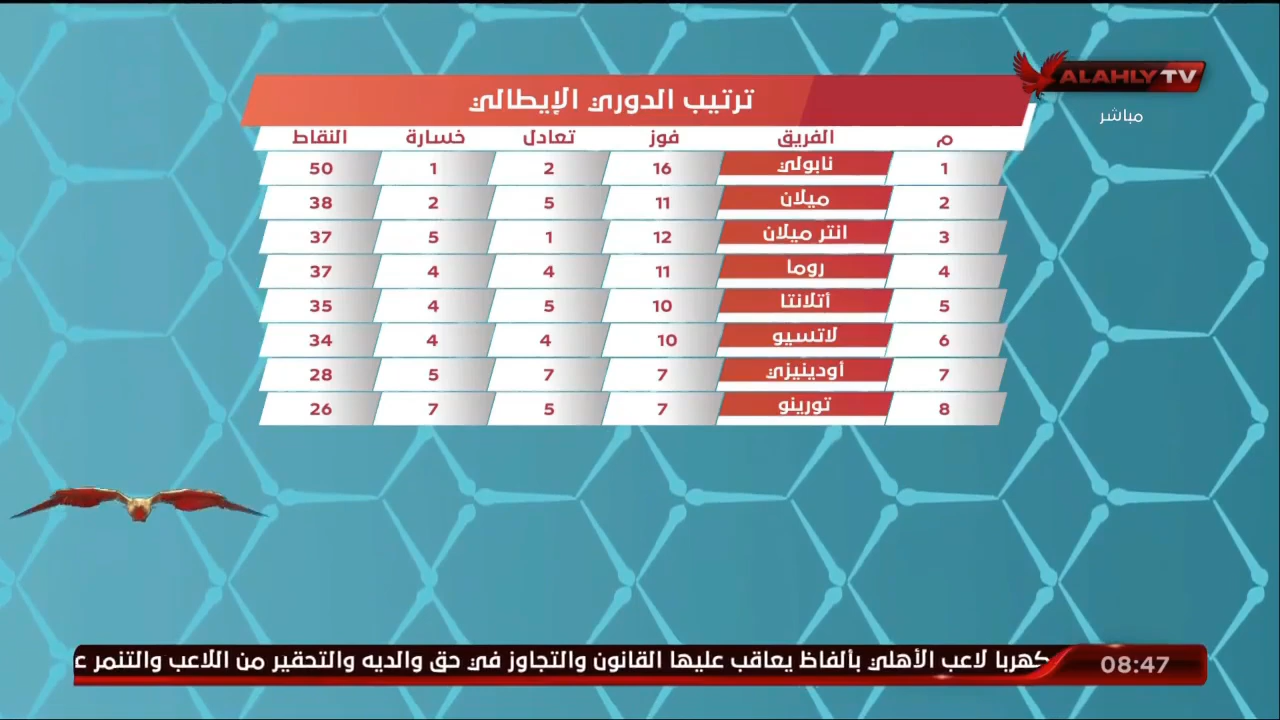 ALAHLY TV
مباشر
ترتيب الدوري الإيطالي
م الفريق فوز تعادل خسارة النقاط
1 نابولي 16 2 1 50
2 ميلان 11 5 2 38
3 انتر ميلان 12 1 5 37
4 روما 11 4 4 37
5 أتلانتا 10 5 4 35
6 لاتسيو 10 4 4 34
7 أودينيزي 7 7 5 28
8 تورينو 7 5 7 26
كهربا لاعب الأهلي بألفاظ يعاقب عليها القانون والتجاوز في حق والديه والتحقير من اللاعب والتنمر ع
08:47